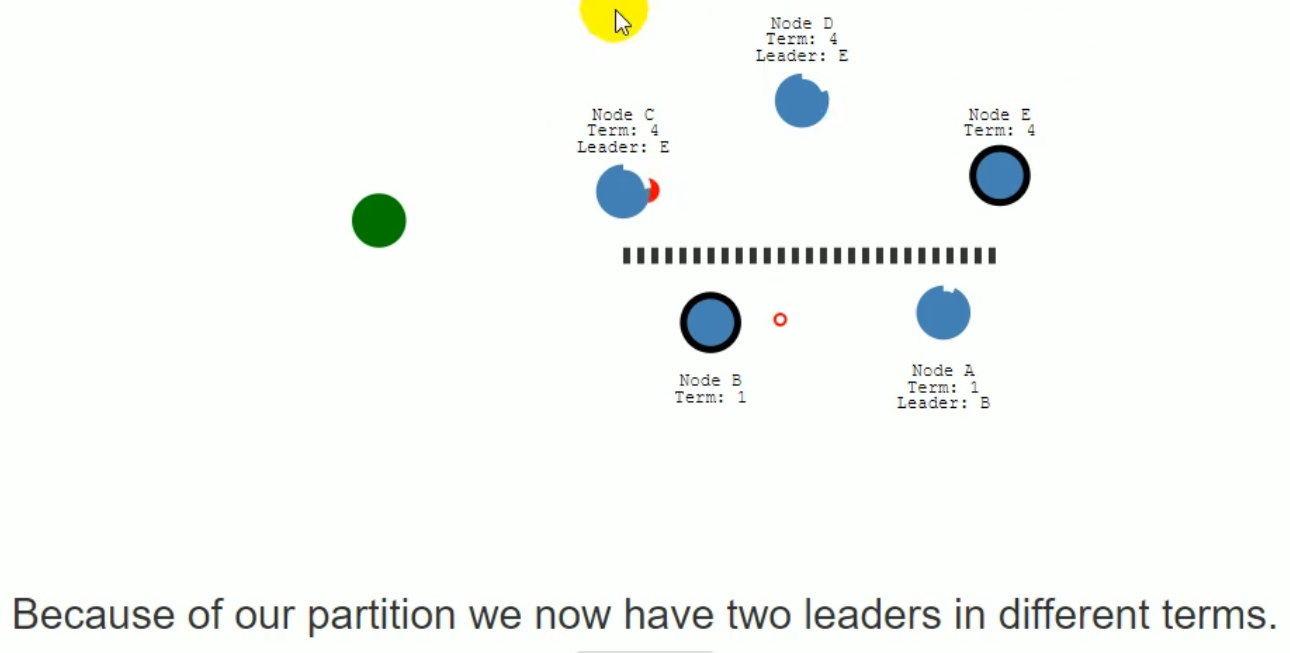 Node D
Term: 4
Leader: E
Node C
Term: 4
Leader: E
Node E
Term: 4
Node B
Term: 1
Node A
Term: 1
Leader: B
Because of our partition we now have two leaders in different terms.